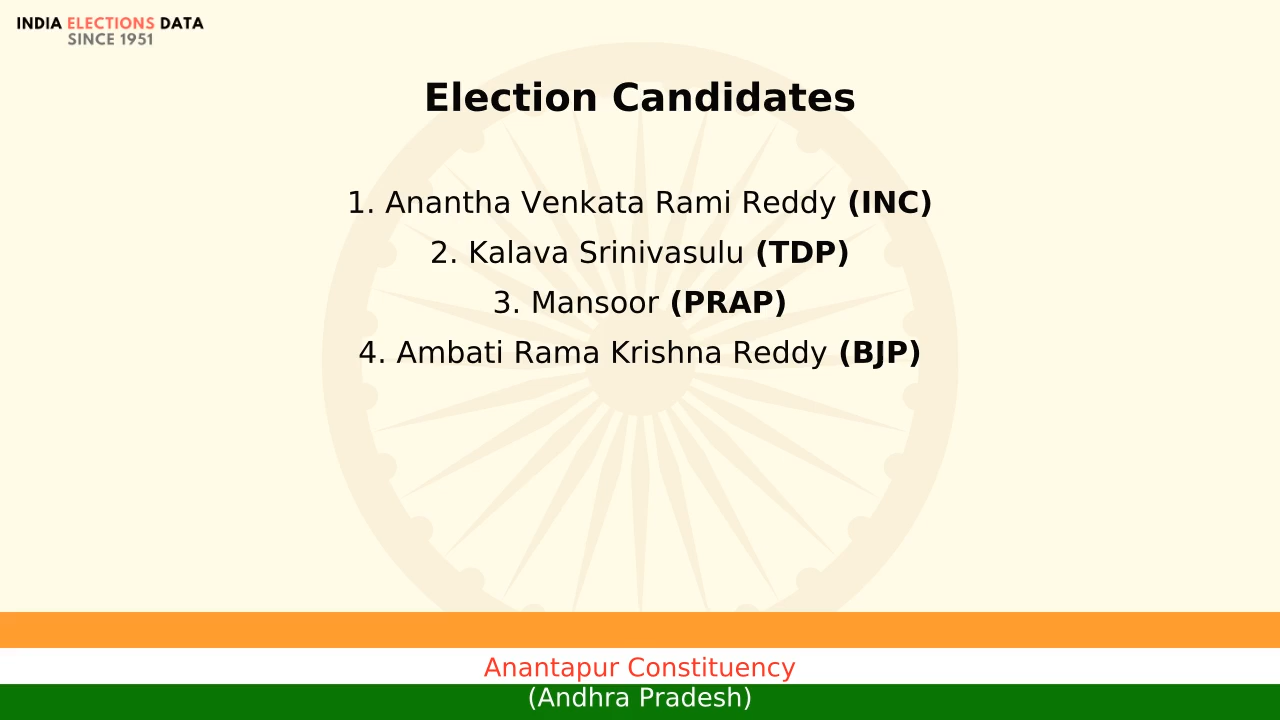 INDIA ELECTIONS DATA
SINCE 1951
Election Candidates
1. Anantha Venkata Rami Reddy (INC)
2. Kalava Srinivasulu (TDP)
3. Mansoor (PRAP)
4. Ambati Rama Krishna Reddy (BJP)
Anantapur Constituency
(Andhra Pradesh)